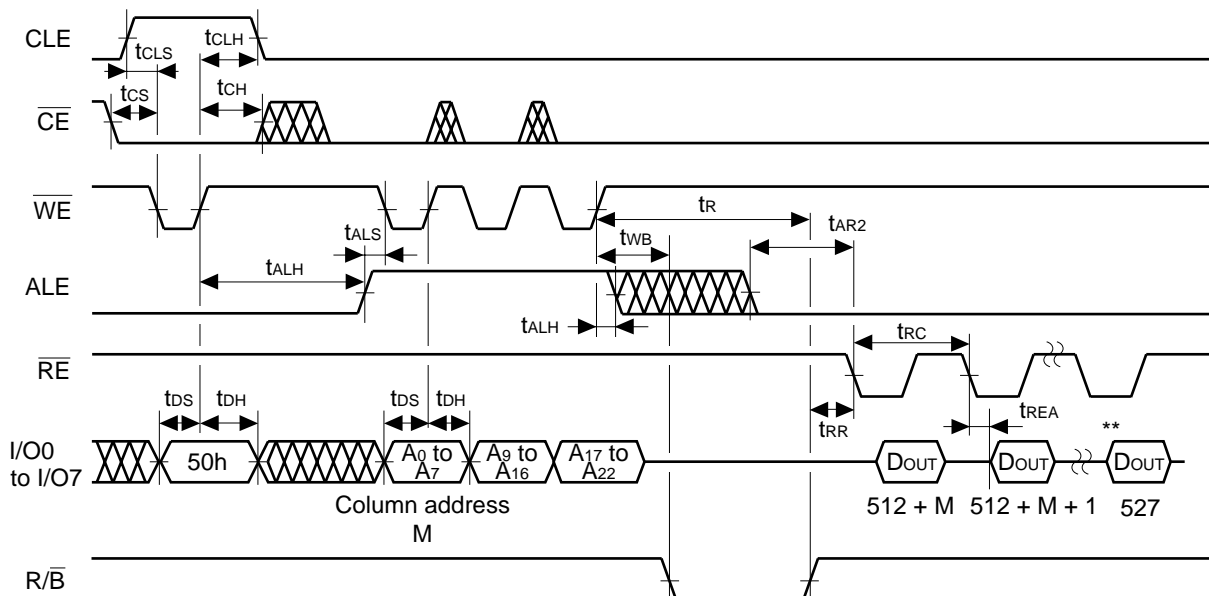 CLE
tCLS
tCLH
CE
tCS
tCH
WE
tR
tALS
tWB
tAR2
tALH
ALE
tALH
tRC
RE
tDS
tDH
tDS
tDH
tRR
tREA
**
I/O0
to I/O7
50h
A0 to
A7
A9 to
A16
A17 to
A22
DOUT
DOUT
DOUT
Column address
M
512 + M
512 + M + 1
527
R/B